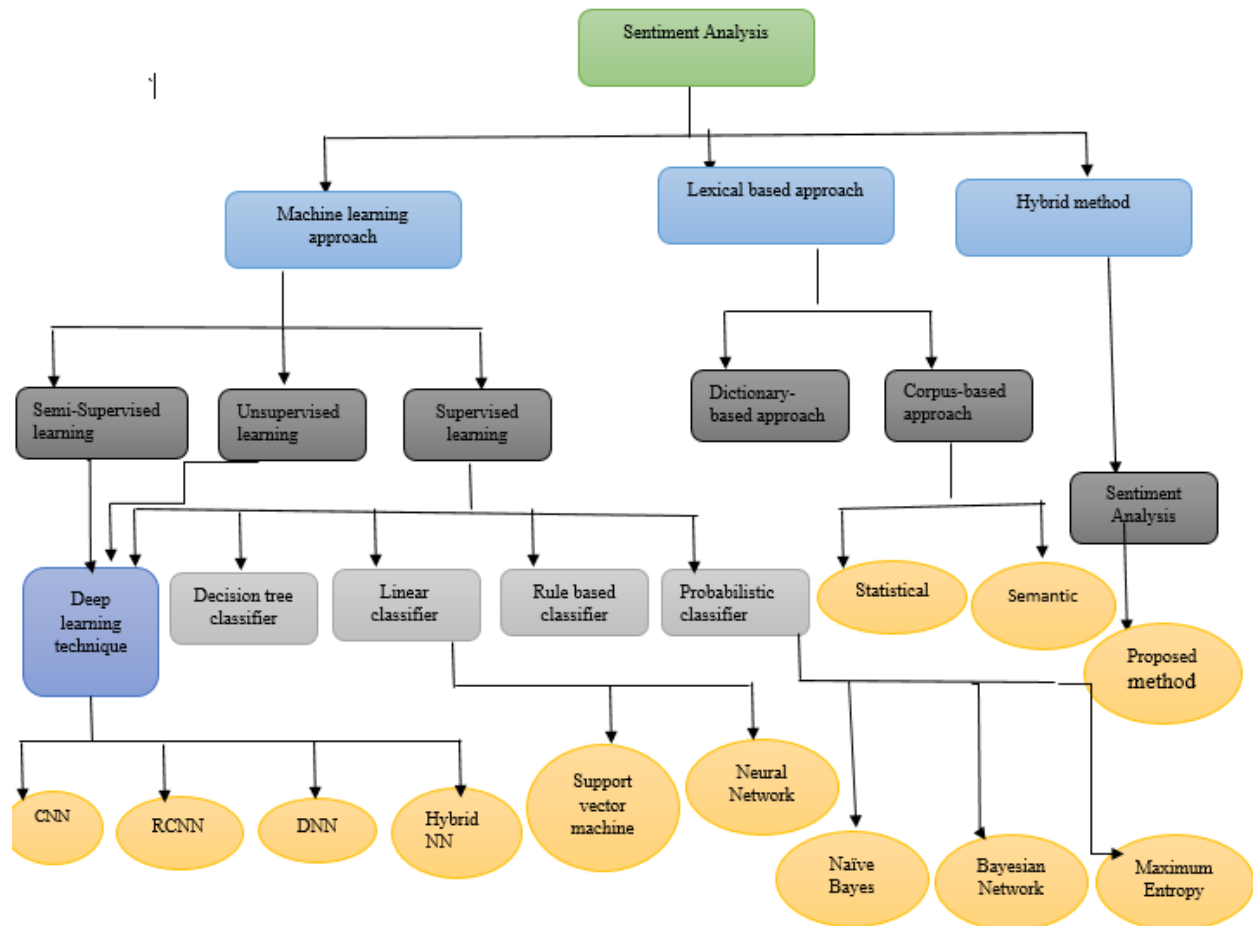 Sentiment Analysis
`|
Lexical based approach
Machine learning
approach
Hybrid method
Semi-Supervised
learning
Unsupervised
learning
Supervised
learning
Dictionary-
based approach
Corpus-based
approach
Sentiment
Analysis
Deep
learning
technique
Decision tree
classifier
Linear
classifier
Rule based
classifier
Probabilistic
classifier
Statistical
Semantic
Proposed
method
CNN
RCNN
DNN
Hybrid
NN
Support
vector
machine
Neural
Network
Naïve
Bayes
Bayesian
Network
Maximum
Entropy